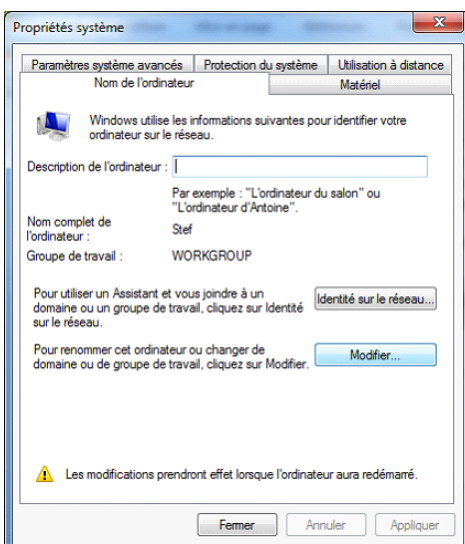 Propriétés système
Paramètres système avancés
Protection du système
Utilisation à distance
Nom de l'ordinateur
Matériel
Windows utilise les informations suivantes pour identifier votre
ordinateur sur le réseau.
Description de l'ordinateur :
Par exemple : "L'ordinateur du salon" ou
"L'ordinateur d'Antoine".
Nom complet de
l'ordinateur :
Stef
Groupe de travail :
WORKGROUP
Pour utiliser un Assistant et vous joindre à un
domaine ou un groupe de travail, cliquez sur Identité
sur le réseau.
Identité sur le réseau...
Pour renommer cet ordinateur ou changer de
domaine ou de groupe de travail, cliquez sur Modifier.
Modifier...
Les modifications prendront effet lorsque l'ordinateur aura redémarré.
Fermer
Annuler
Appliquer